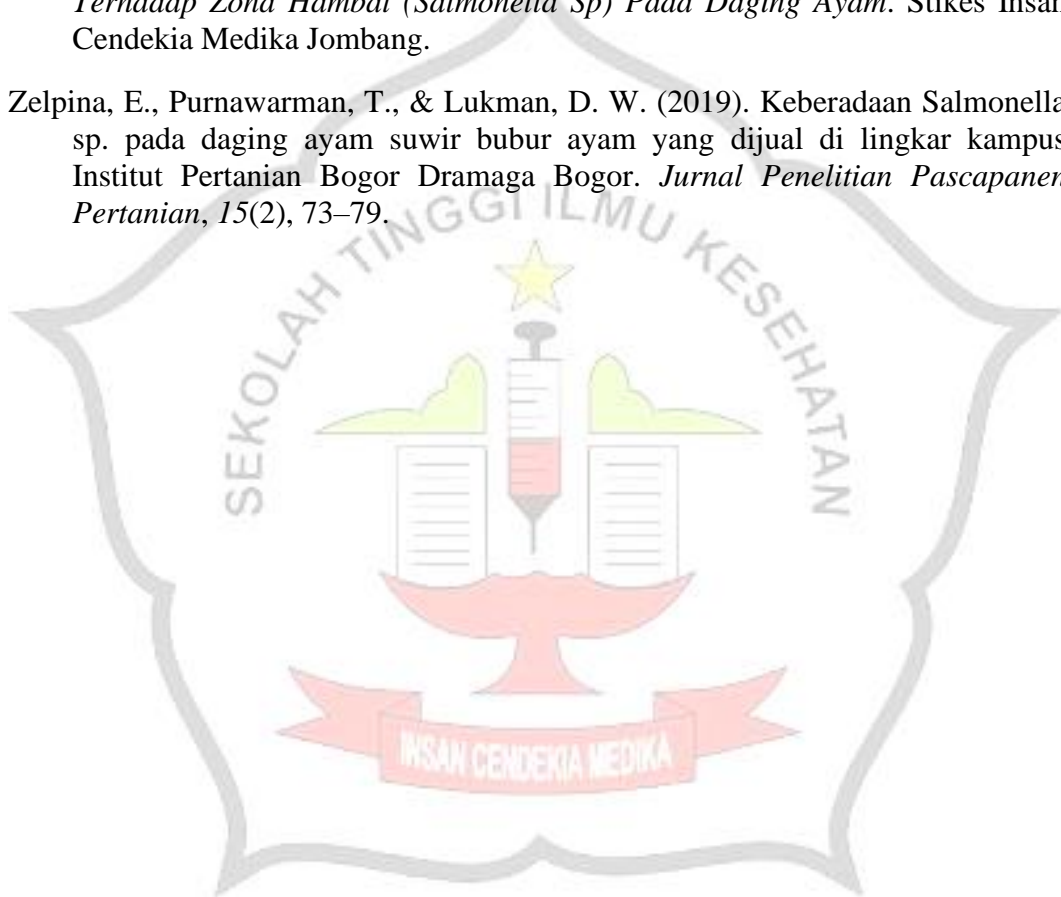 Terhadap Zona Hambat (Salmonella Sp) Pada Daging Ayam. Stikes Insan
Cendekia Medika Jombang.
Zelpina, E., Purnawarman, T., & Lukman, D. W. (2019). Keberadaan Salmonella
sp. pada daging ayam suwir bubur ayam yang dijual di lingkar kampus
Institut Pertanian Bogor Dramaga Bogor. Jurnal Penelitian Pascapanen
Pertanian, 15(2), 73–79.
SEKOLAH TINGGI ILMU KESEHATAN
INSAN CENDEKIA MEDIKA